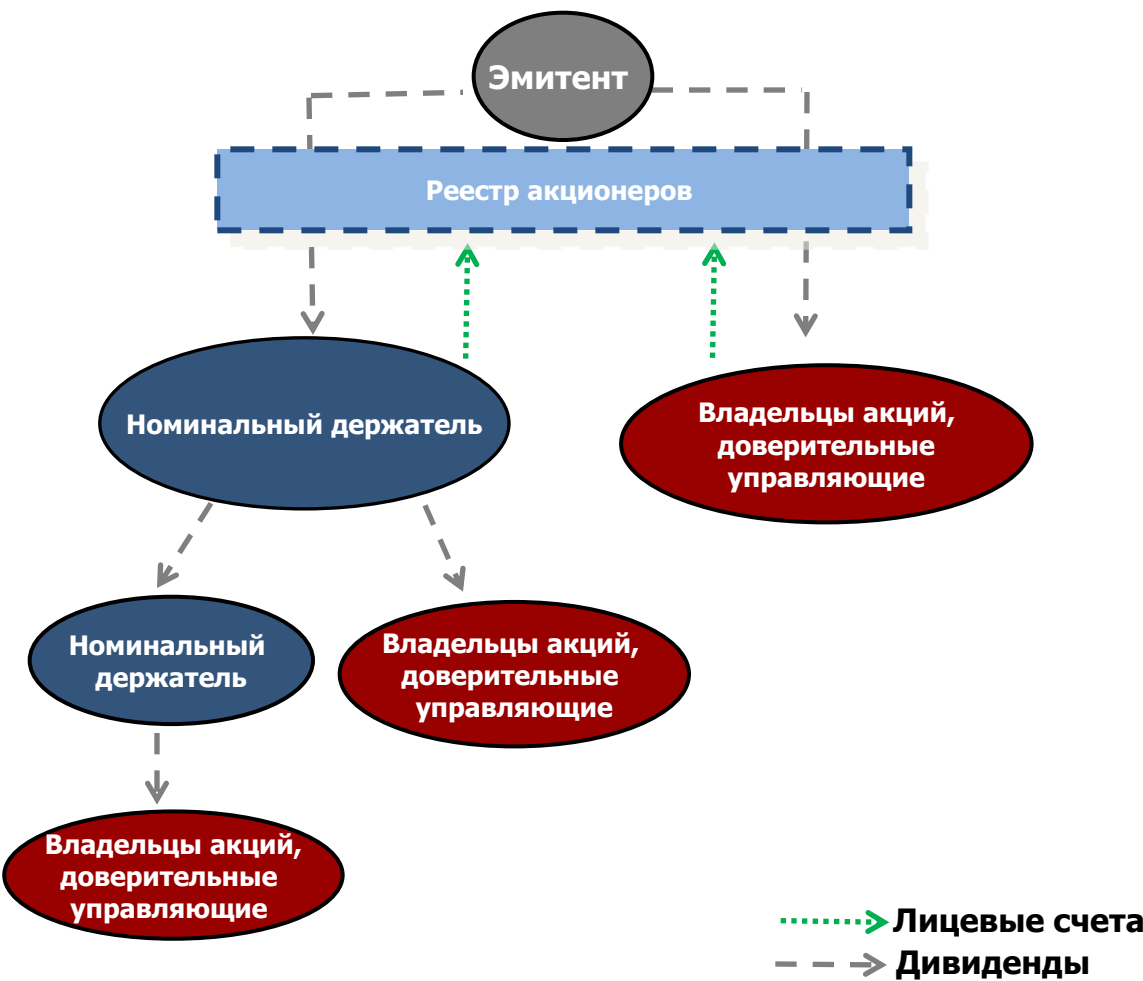 Эмитент
Реестр акционеров
Номинальный держатель
Владельцы акций,
доверительные
управляющие
Номинальный
держатель
Владельцы акций,
доверительные
управляющие
Владельцы акций,
доверительные
управляющие
Лицевые счета
Дивиденды